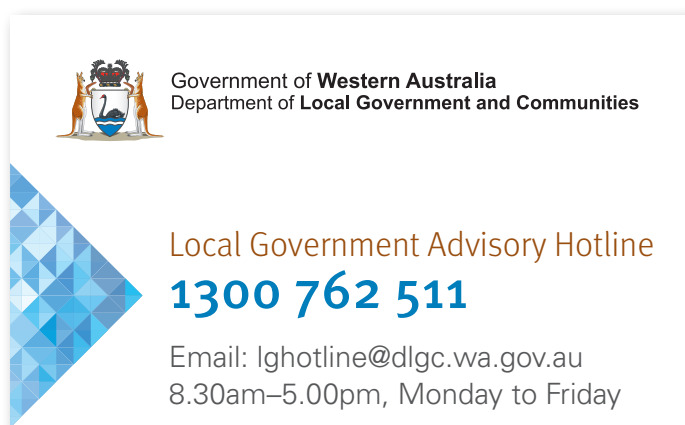 Government of Western Australia
Department of Local Government and Communities
Local Government Advisory Hotline
1300 762 511
Email: lghotline@dlgc.wa.gov.au
8.30am–5.00pm, Monday to Friday